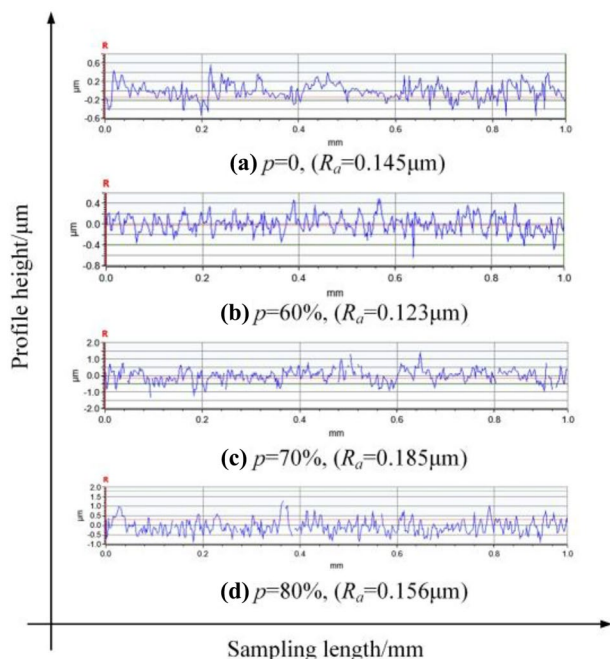 Profile height/μm
R
μm
0.6
0.2
-0.2
-0.6
0.0 0.2 0.4 0.6 0.8 1.0
mm
(a) p=0, (Ra=0.145μm)
R
μm
0.4
0.0
-0.4
-0.8
0.0 0.2 0.4 0.6 0.8 1.0
mm
(b) p=60%, (Ra=0.123μm)
R
μm
2.0
1.0
0.0
-1.0
-2.0
0.0 0.2 0.4 0.6 0.8 1.0
mm
(c) p=70%, (Ra=0.185μm)
R
μm
2.0
1.5
1.0
0.5
0.0
-0.5
-1.0
0.0 0.2 0.4 0.6 0.8 1.0
mm
(d) p=80%, (Ra=0.156μm)
Sampling length/mm